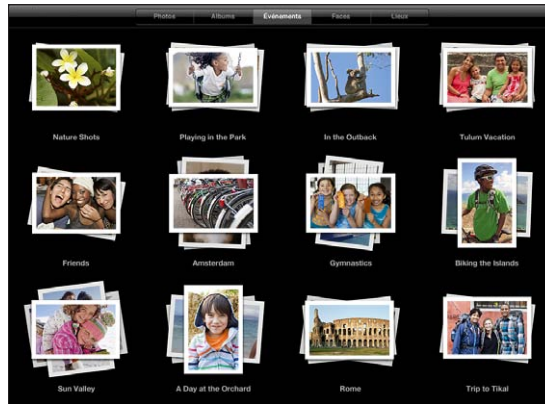 Photos Albums Événements Faces Lieux
Nature Shots Playing in the Park In the Outback Tulum Vacation
Friends Amsterdam Gymnastics Biking the Islands
Sun Valley A Day at the Orchard Rome Trip to Tikal